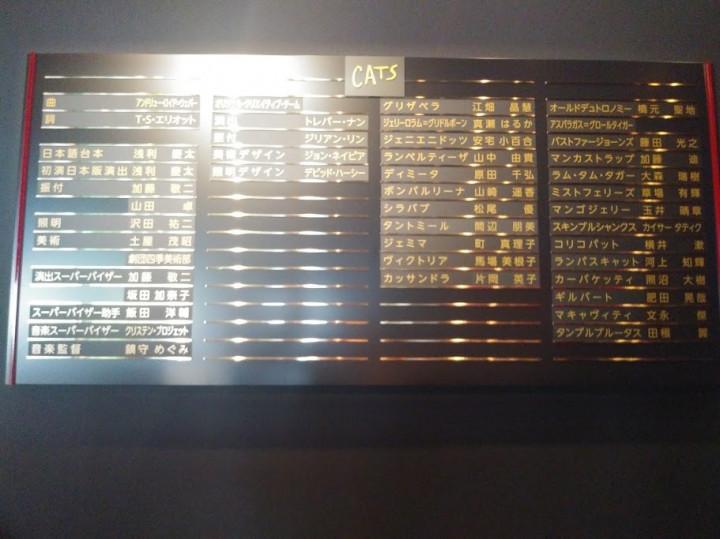 CATS
曲 アンドリュー・ロイド=ウェバー
詞 T・S・エリオット
日本語台本 浅利 慶太
初演日本版演出 浅利 慶太
振付 加藤 敬二
山田 卓
照明 沢田 祐二
美術 土屋 茂昭
劇団四季美術部
演出スーパーバイザー 加藤 敬二
坂田 加奈子
スーパーバイザー助手 飯田 洋輔
音楽スーパーバイザー クリステン・ブロジェット
音楽監督 鎮守 めぐみ
オリジナル・クリエイティブ・チーム
演出 トレバー・ナン
振付 ジリアン・リン
美術デザイン ジョン・ネイピア
照明デザイン デビッド・ハーシー
グリザベラ 江畑 晶慧
ジェリーロラム=グリドルボーン 真瀬 はるか
ジェニエニドッツ 安宅 小百合
ランペルティーザ 山中 由貴
ディミータ 原田 千弘
ボンバルリーナ 山崎 遥香
シラバブ 松尾 優
タントミール 間辺 朋美
ジェミマ 町 真理子
ヴィクトリア 馬場 美根子
カッサンドラ 片岡 英子
オールドデュトロノミー 橋元 聖地
アスパラガス=グロールタイガー
バストファージョーンズ 藤田 光之
マンカストラップ 加藤 迪
ラム・タム・タガー 大森 瑞樹
ミストフェリーズ 有輝
マンゴジェリー 玉井 晴章
スキンブルシャンクス カイサー タティク
コリコパット 横井 漱
ランパスキャット 河上 知輝
カーバケッティ 照沼 大樹
ギルバート 肥田 晃哉
マキャヴィティ 文永 傑
タンブルブルータス 田極 翼